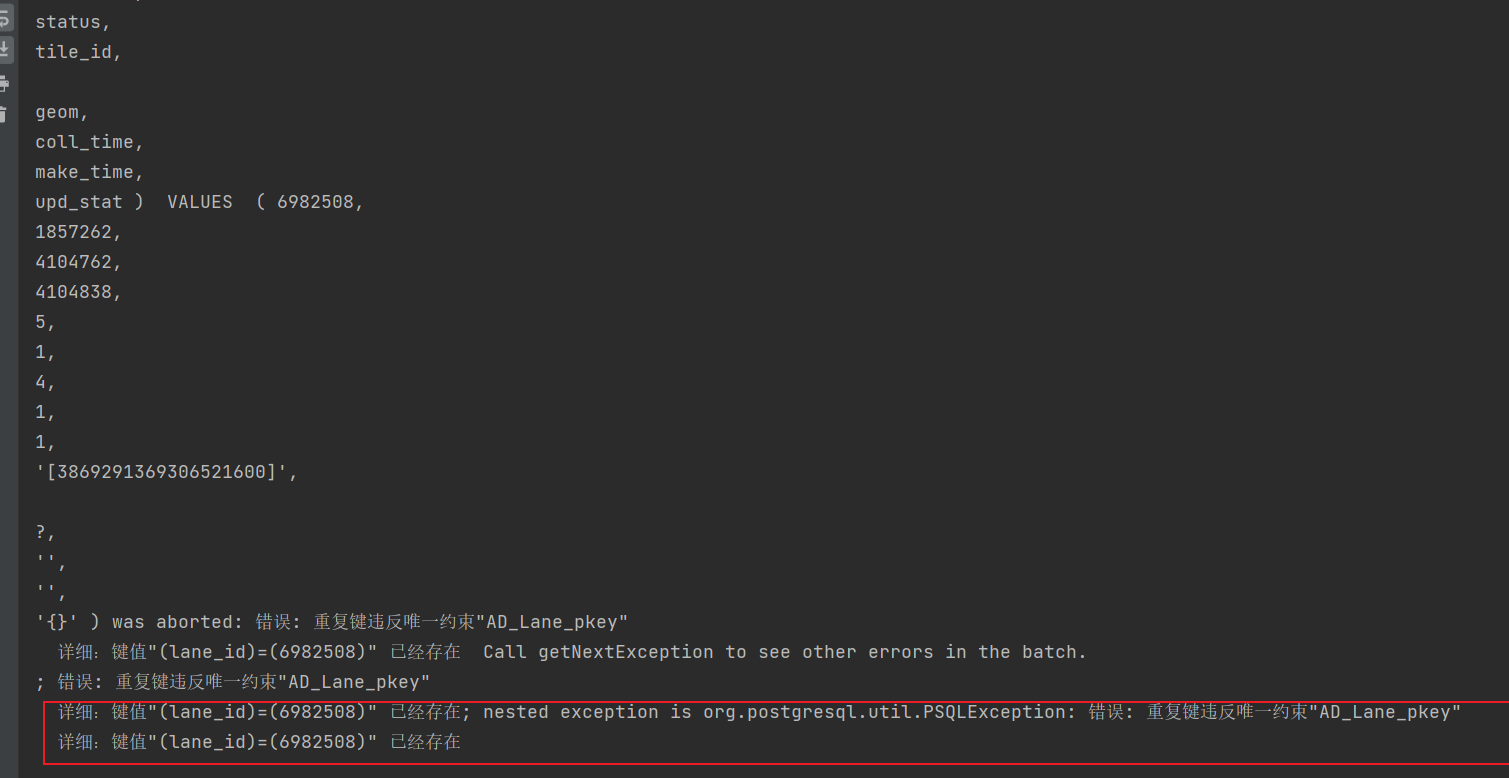 status,
tile_id,
geom,
coll_time,
make_time,
upd_stat )  VALUES  ( 6982508,
1857262,
4104762,
4104838,
5,
1,
4,
1,
1,
'[3869291369306521600]',
?,
'',
'',
'{}' ) was aborted: 错误: 重复键违反唯一约束"AD_Lane_pkey"
详细：键值"(lane_id)=(6982508)" 已经存在  Call getNextException to see other errors in the batch.
; 错误: 重复键违反唯一约束"AD_Lane_pkey"
详细：键值"(lane_id)=(6982508)" 已经存在; nested exception is org.postgresql.util.PSQLException: 错误: 重复键违反唯一约束"AD_Lane_pkey"
详细：键值"(lane_id)=(6982508)" 已经存在